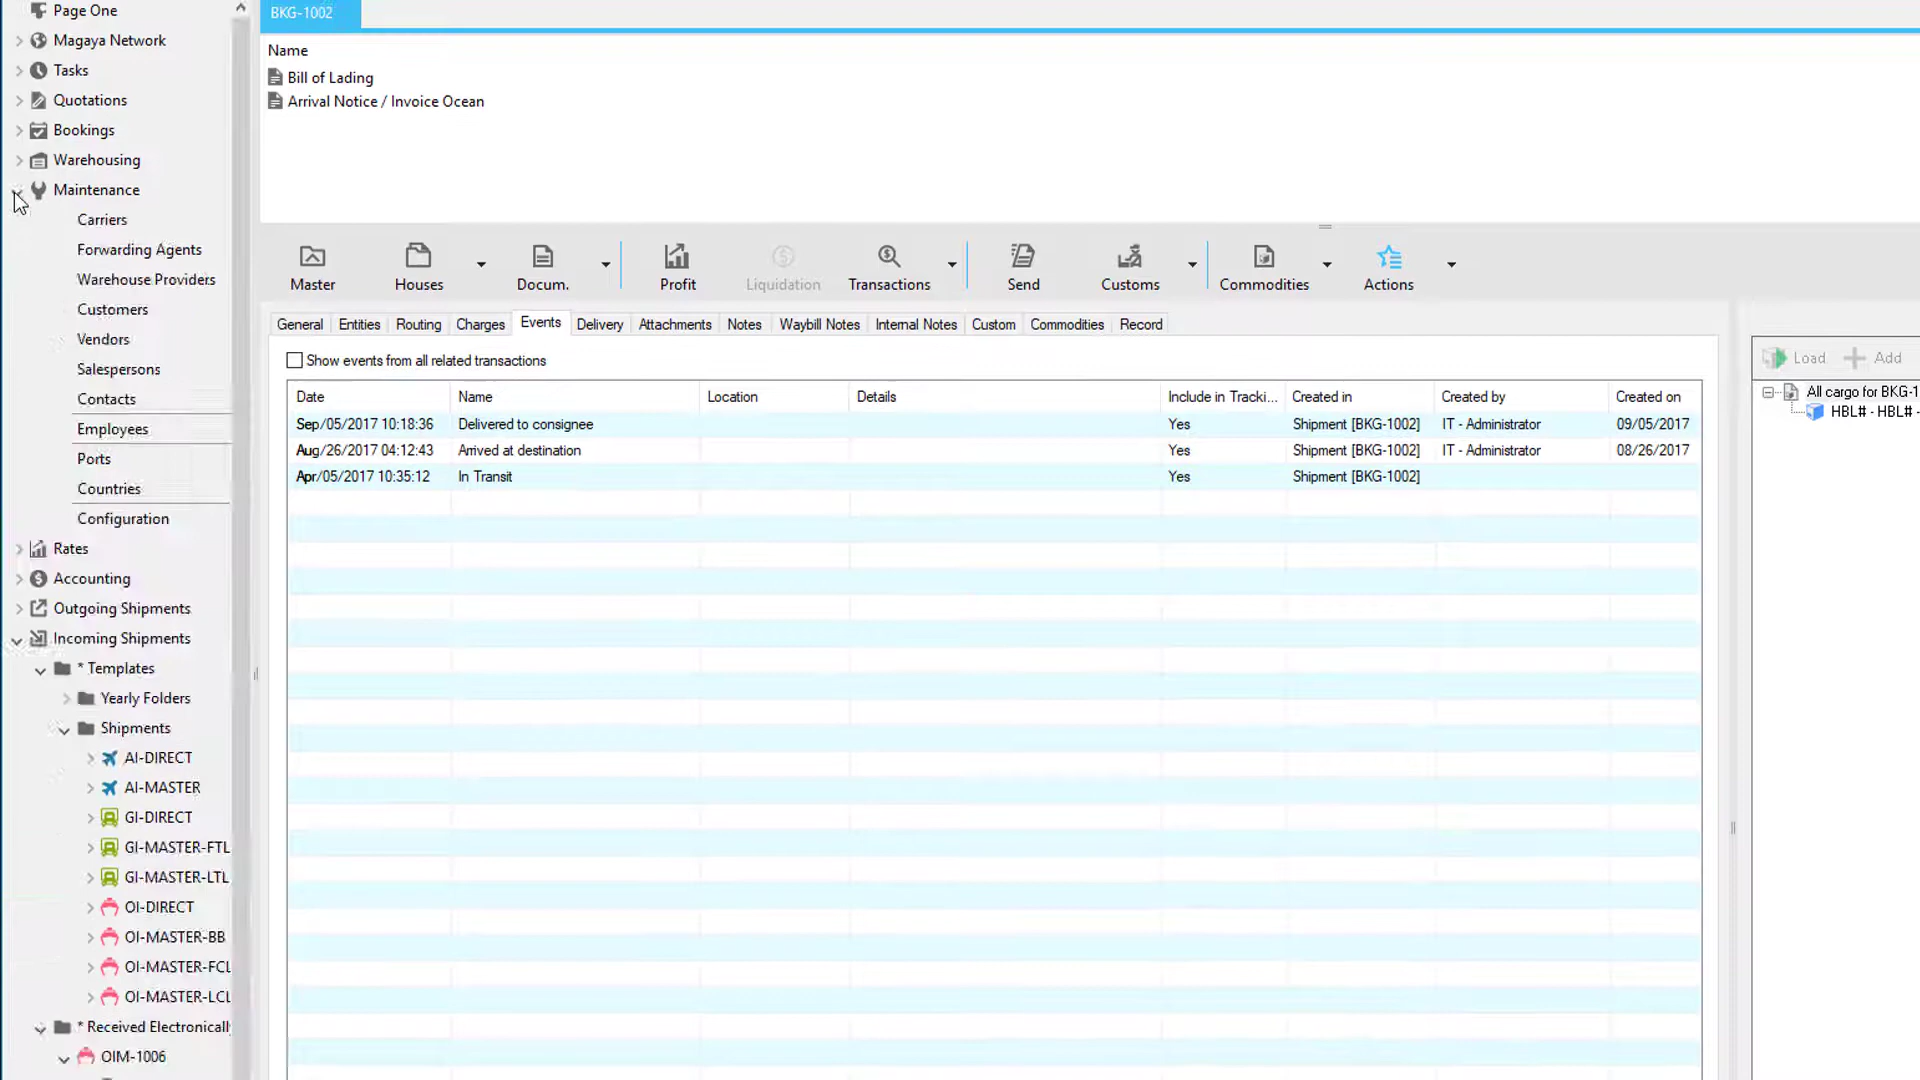 Page One
Magaya Network
Tasks
Quotations
Bookings
Warehousing
Maintenance
Carriers
Forwarding Agents
Warehouse Providers
Customers
Vendors
Salespersons
Contacts
Employees
Ports
Countries
Configuration
Rates
Accounting
Outgoing Shipments
Incoming Shipments
* Templates
Yearly Folders
Shipments
AI-DIRECT
AI-MASTER
GI-DIRECT
GI-MASTER-FTL
GI-MASTER-LTL
OI-DIRECT
OI-MASTER-BB
OI-MASTER-FCL
OI-MASTER-LCL
* Received Electronicall
OIM-1006
BKG-1002
Name
Bill of Lading
Arrival Notice / Invoice Ocean
Master Houses Docum. Profit Liquidation Transactions Send Customs Commodities Actions
General Entities Routing Charges Events Delivery Attachments Notes Waybill Notes Internal Notes Custom Commodities Record
Show events from all related transactions
Date Name Location Details Include in Tracki... Created in Created by Created on
Sep/05/2017 10:18:36 Delivered to consignee Yes Shipment [BKG-1002] IT - Administrator 09/05/2017
Aug/26/2017 04:12:43 Arrived at destination Yes Shipment [BKG-1002] IT - Administrator 08/26/2017
Apr/05/2017 10:35:12 In Transit Yes Shipment [BKG-1002]
Load Add
All cargo for BKG-1
HBL# - HBL# -